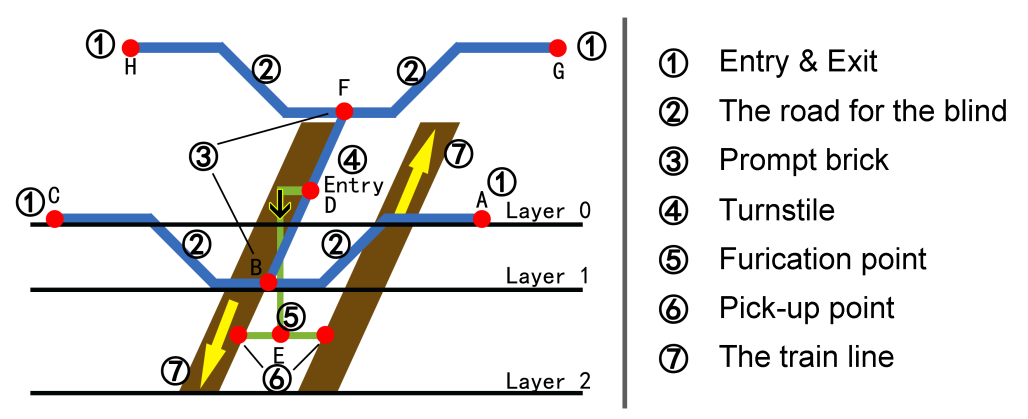 ① H
② ② G ①
F
③ ④ ⑦
Entry
D
① C A ①
Layer 0
② B ②
Layer 1
⑤
E
⑦ ⑥
Layer 2
① Entry & Exit
② The road for the blind
③ Prompt brick
④ Turnstile
⑤ Furication point
⑥ Pick-up point
⑦ The train line